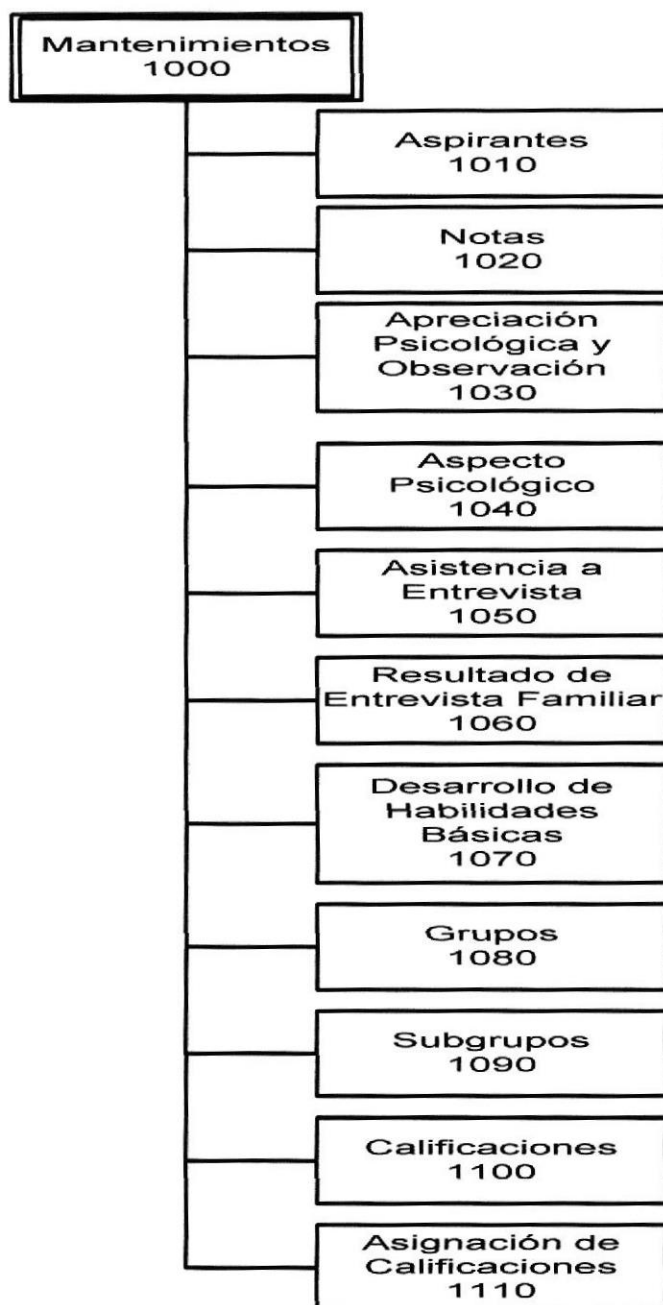 Mantenimientos
1000
Aspirantes
1010
Notas
1020
Apreciación
Psicológica y
Observación
1030
Aspecto
Psicológico
1040
Asistencia a
Entrevista
1050
Resultado de
Entrevista Familiar
1060
Desarrollo de
Habilidades
Básicas
1070
Grupos
1080
Subgrupos
1090
Calificaciones
1100
Asignación de
Calificaciones
1110